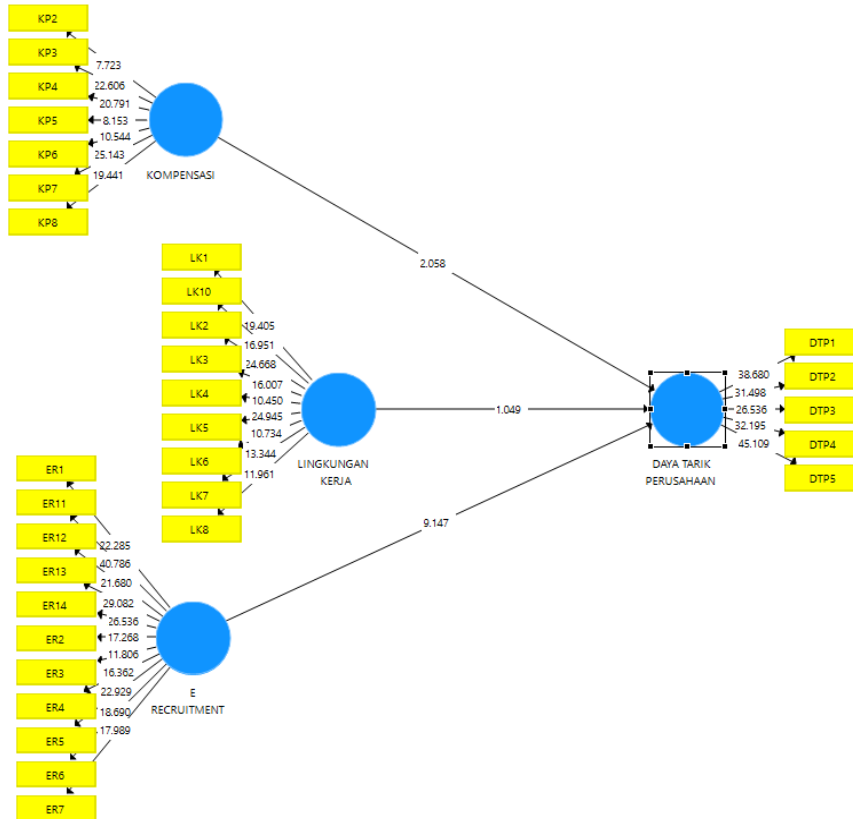 KP2
KP3
7.723
KP4
22.606
20.791
KP5
8.153
10.544
KP6
25.143
KP7
19.441
KP8
KOMPENSASI
2.058
LK1
LK10
19.405
LK2
16.951
LK3
24.668
16.007
LK4
10.450
24.945
LK5
10.734
13.344
LK6
11.961
LK7
LK8
LINGKUNGAN
KERJA
1.049
DTP1
38.680
DTP2
31.498
DTP3
26.536
32.195
DTP4
45.109
DTP5
DAYA TARIK
PERUSAHAAN
ER1
ER11
ER12
22.285
40.786
ER13
21.680
29.082
ER14
26.536
ER2
17.268
11.806
ER3
16.362
22.929
ER4
18.690
ER5
17.989
ER6
ER7
E
RECRUITMENT
9.147